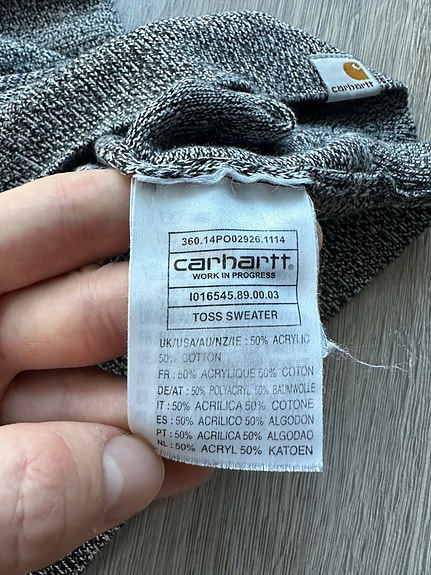 carhartt
360.14PO02926.1114
carhartt®
WORK IN PROGRESS
I016545.89.00.03
TOSS SWEATER
UK/USA/AU/NZ/IE : 50% ACRYLIC
50% COTTON
FR : 50% ACRYLIQUE 50% COTON
DE/AT : 50% POLYACRYL 50% BAUMWOLLE
IT : 50% ACRILICA 50% COTONE
ES : 50% ACRILICO 50% ALGODON
PT : 50% ACRILICO 50% ALGODAO
NL : 50% ACRYL 50% KATOEN